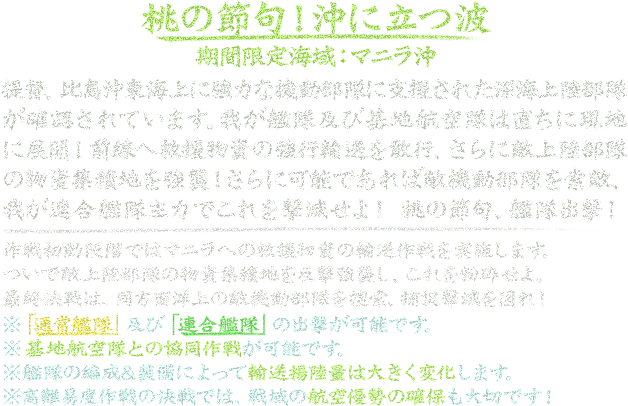 桃の節句!沖に立つ波
期間限定海域:マニラ沖
提督。比島沖東海上に強力な機動部隊に支援された深海上陸部隊
が確認されています。我が艦隊及び基地航空隊は直ちに現地
に展開!前線へ救援物資の強行輸送を敢行、さらに敵上陸部隊
の物資集積地を強襲!さらに可能であれば敵機動部隊を索敵、
我が連合艦隊主力でこれを撃滅せよ! 桃の節句、艦隊出撃!
作戦初動段階ではマニラへの救援物資の輸送作戦を実施します。
ついで敵上陸部隊の物資集積地を反撃強襲し、これを粉砕せよ。
最終決戦は、同方面洋上の敵機動部隊を捜索、捕捉撃滅を図れ!
※「通常艦隊」及び「連合艦隊」の出撃が可能です。
※基地航空隊との協同作戦が可能です。
※艦隊の編成&装備によって輸送揚陸量は大きく変化します。
※高難易度作戦の決戦では、戦域の航空優勢の確保も大切です!